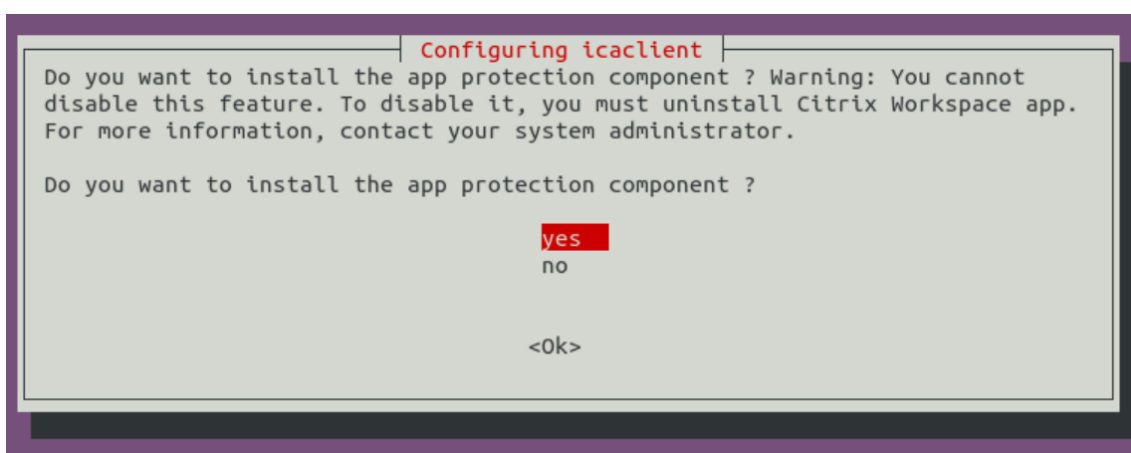 Configuring icaclient
Do you want to install the app protection component ? Warning: You cannot
disable this feature. To disable it, you must uninstall Citrix Workspace app.
For more information, contact your system administrator.
Do you want to install the app protection component ?
yes
no
<Ok>